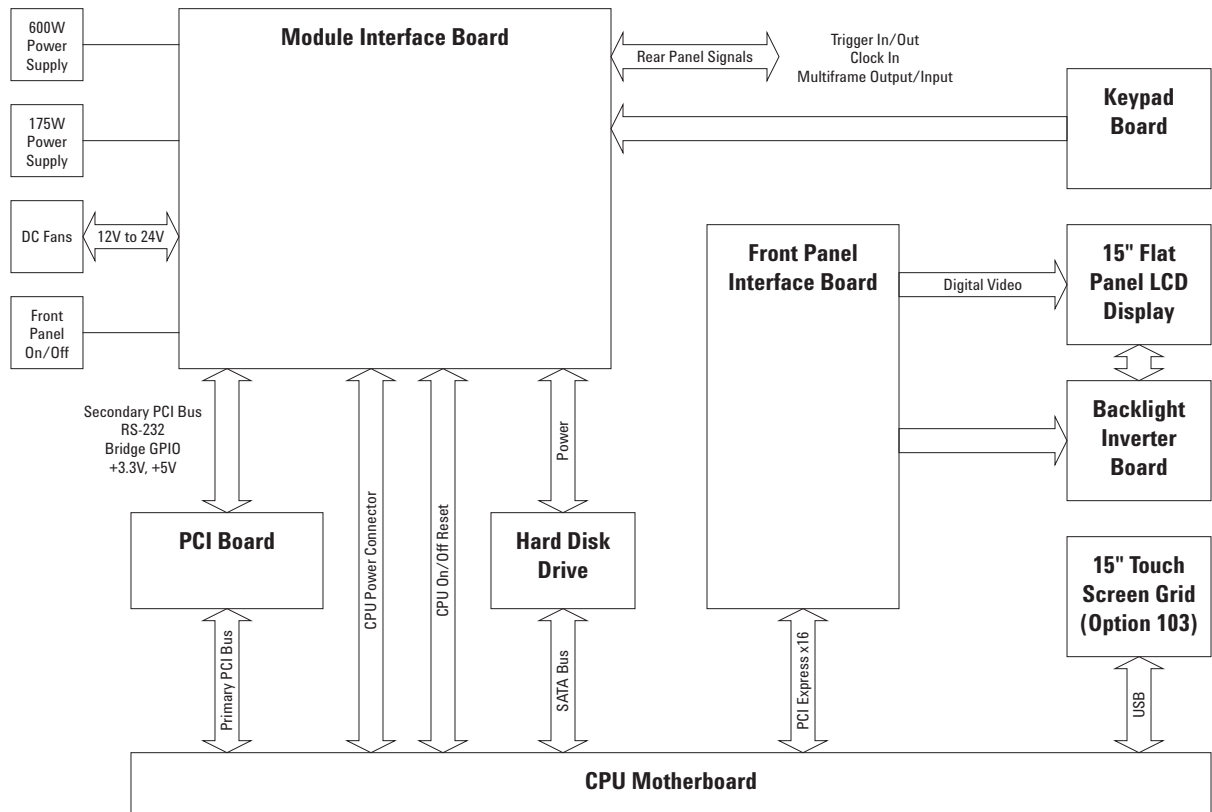 600W
Power
Supply
Module Interface Board
Rear Panel Signals
Trigger In/Out
Clock In
Multiframe Output/Input
Keypad
Board
175W
Power
Supply
DC Fans
12V to 24V
Front Panel
Interface Board
Digital Video
15" Flat
Panel LCD
Display
Front
Panel
On/Off
Secondary PCI Bus
RS-232
Bridge GPIO
+3.3V, +5V
CPU Power Connector
CPU On/Off Reset
Power
Backlight
Inverter
Board
PCI Board
Hard Disk
Drive
15" Touch
Screen Grid
(Option 103)
Primary PCI Bus
SATA Bus
PCI Express x16
USB
CPU Motherboard